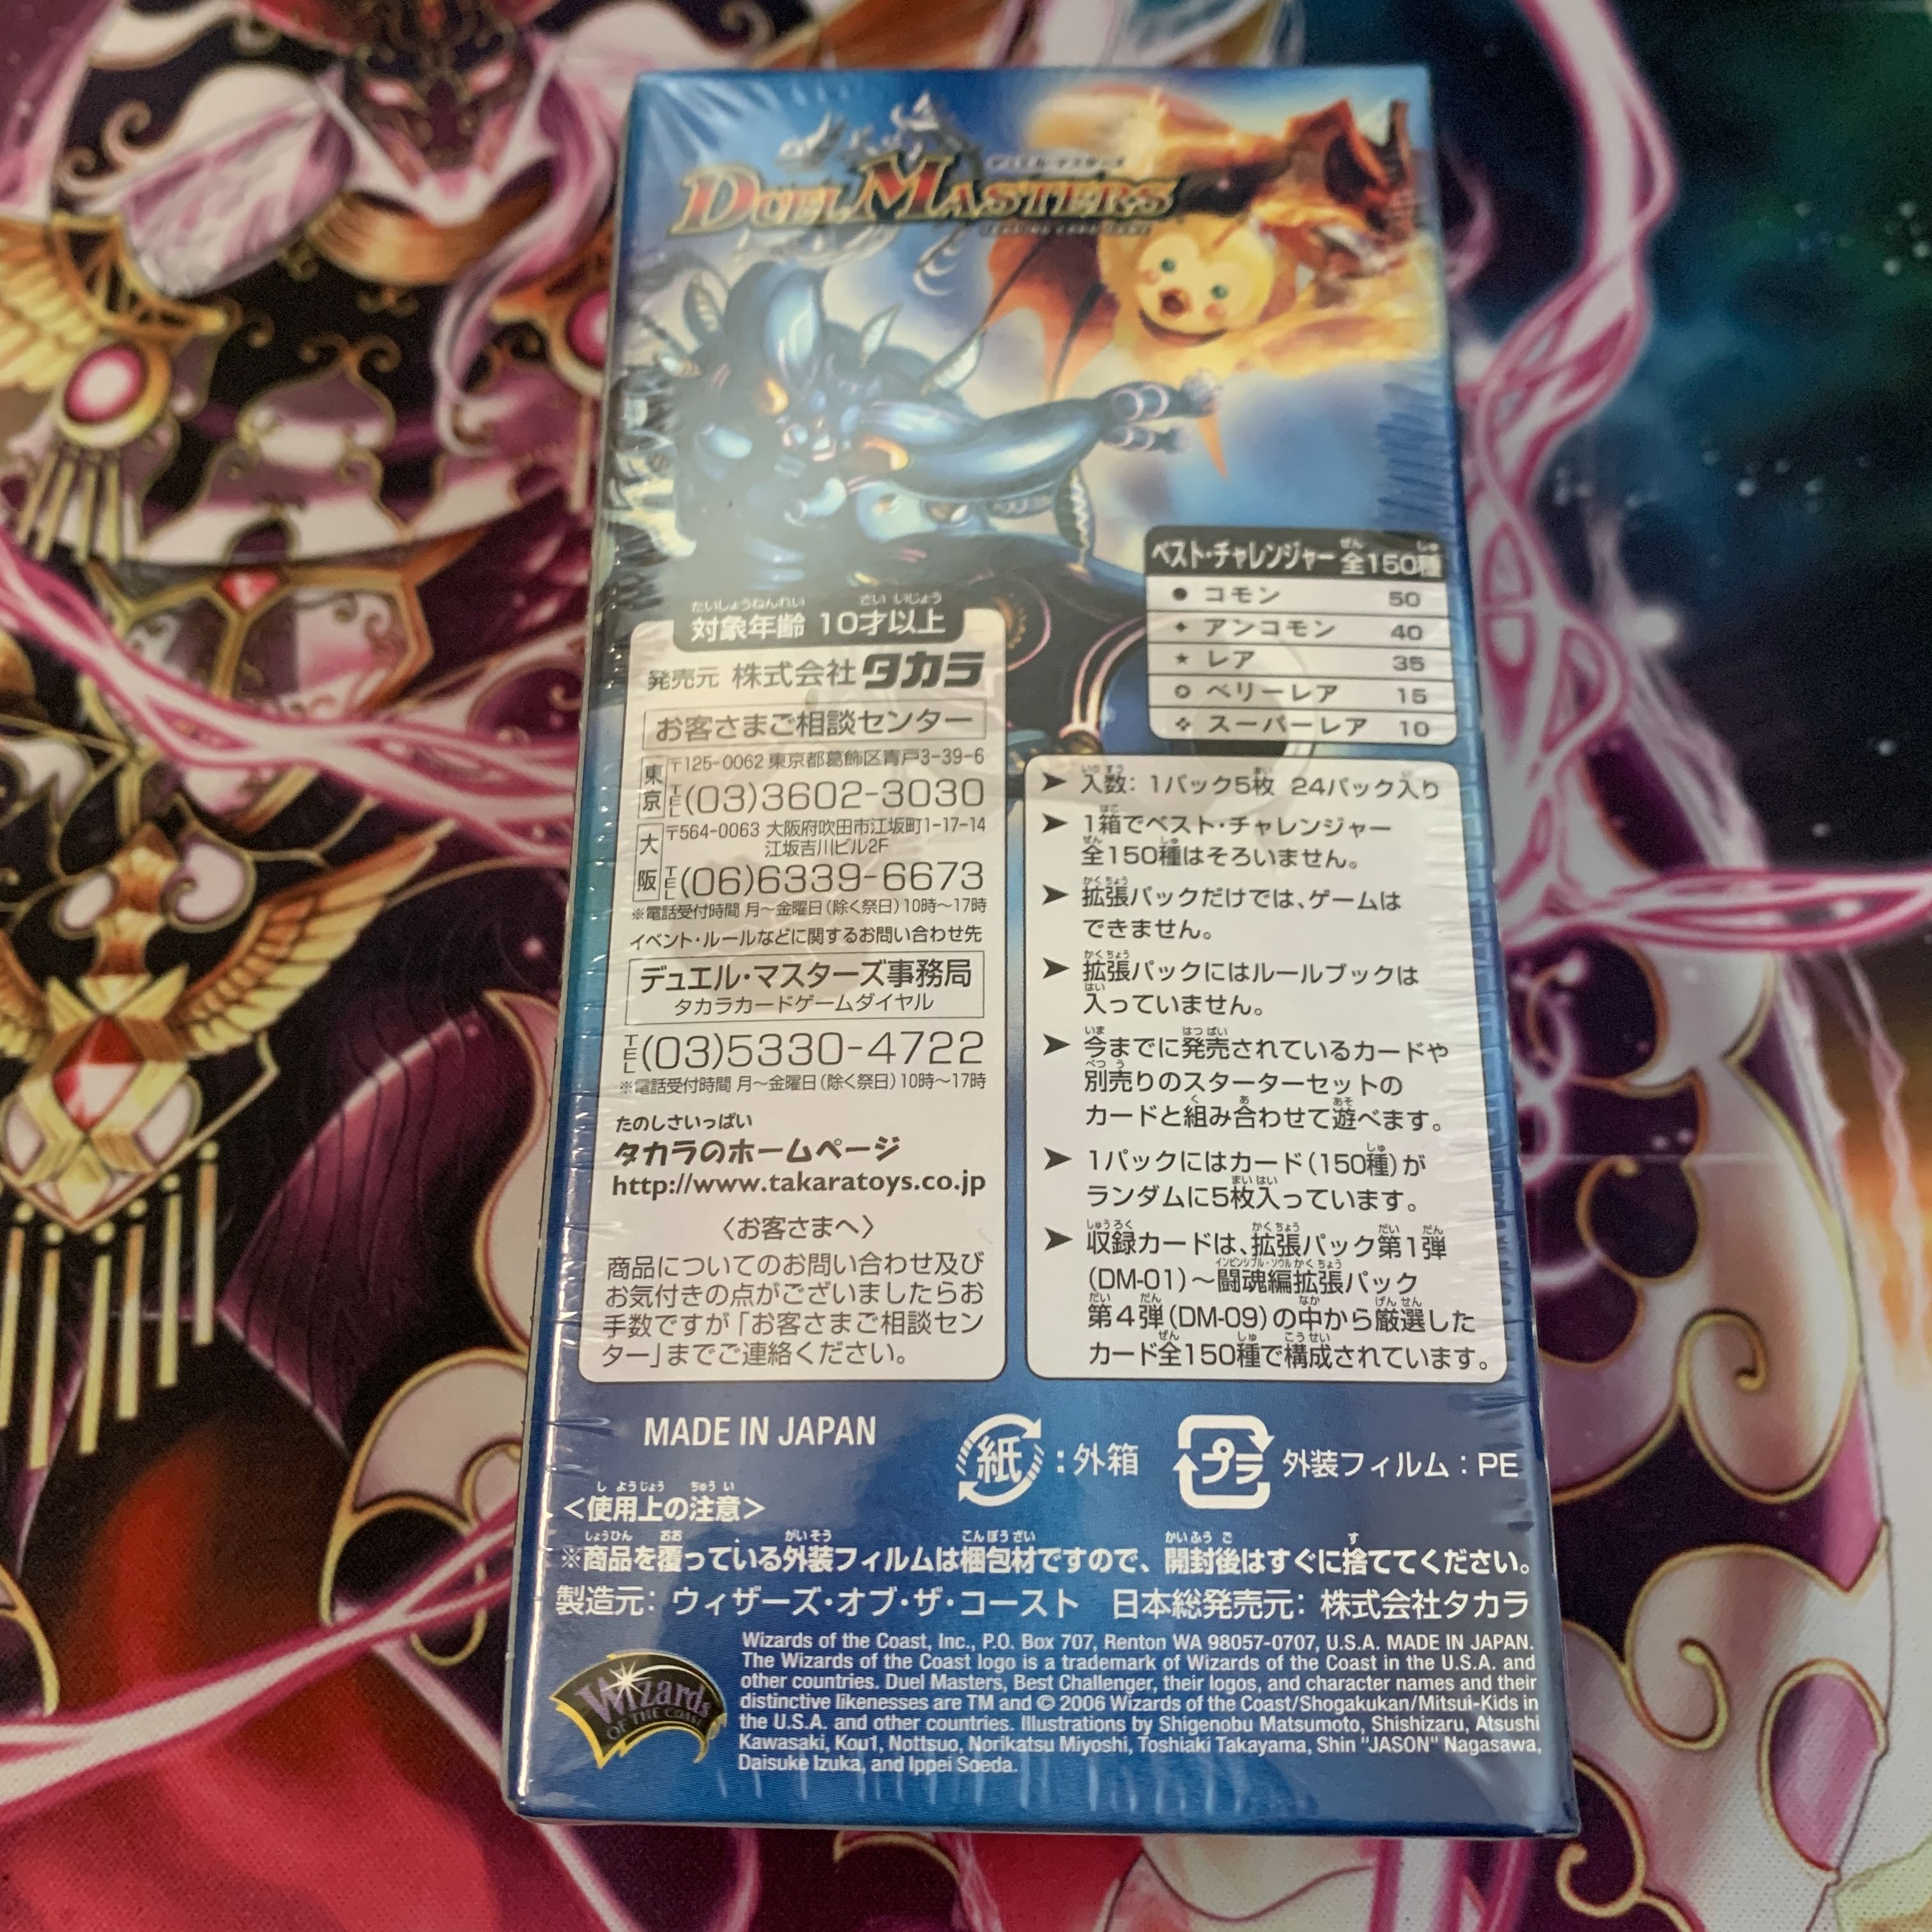 デュエル・マスターズ
DUEL MASTERS
TRADING CARD GAME
ベスト・チャレンジャー 全150種
● コモン 50
✦ アンコモン 40
★ レア 35
ベリーレア 15
スーパーレア 10
対象年齢 10才以上
発売元 株式会社タカラ
お客さまご相談センター
東京 〒125-0062 東京都葛飾区青戸3-39-6
TEL(03)3602-3030
大阪 〒564-0063 大阪府吹田市江坂町1-17-14
江坂吉川ビル2F
TEL(06)6339-6673
※電話受付時間 月〜金曜日(除く祭日)10時〜17時
イベント・ルールなどに関するお問い合わせ先
デュエル・マスターズ事務局
タカラカードゲームダイヤル
TEL(03)5330-4722
※電話受付時間 月〜金曜日(除く祭日)10時〜17時
たのしさいっぱい
タカラのホームページ
http://www.takaratoys.co.jp
〈お客さまへ〉
商品についてのお問い合わせ及び
お気付きの点がございましたらお
手数ですが「お客さまご相談セン
ター」までご連絡ください。
➤ 入数: 1パック5枚 24パック入り
➤ 1箱でベスト・チャレンジャー
全150種はそろいません。
➤ 拡張パックだけでは、ゲームは
できません。
➤ 拡張パックにはルールブックは
入っていません。
➤ 今までに発売されているカードや
別売りのスターターセットの
カードと組み合わせて遊べます。
➤ 1パックにはカード(150種)が
ランダムに5枚入っています。
➤ 収録カードは、拡張パック第1弾
(DM-01)〜闘魂編拡張パック
第4弾(DM-09)の中から厳選した
カード全150種で構成されています。
MADE IN JAPAN
紙:外箱 プラ 外装フィルム:PE
<使用上の注意>
※商品を覆っている外装フィルムは梱包材ですので、開封後はすぐに捨ててください。
製造元: ウィザーズ・オブ・ザ・コースト 日本総発売元: 株式会社タカラ
Wizards OF THE COAST
Wizards of the Coast, Inc., P.O. Box 707, Renton WA 98057-0707, U.S.A. MADE IN JAPAN.
The Wizards of the Coast logo is a trademark of Wizards of the Coast in the U.S.A. and
other countries. Duel Masters, Best Challenger, their logos, and character names and their
distinctive likenesses are TM and © 2006 Wizards of the Coast/Shogakukan/Mitsui-Kids in
the U.S.A. and other countries. Illustrations by Shigenobu Matsumoto, Shishizaru, Atsushi
Kawasaki, Kou1, Nottsuo, Norikatsu Miyoshi, Toshiaki Takayama, Shin "JASON" Nagasawa,
Daisuke Izuka, and Ippei Soeda.